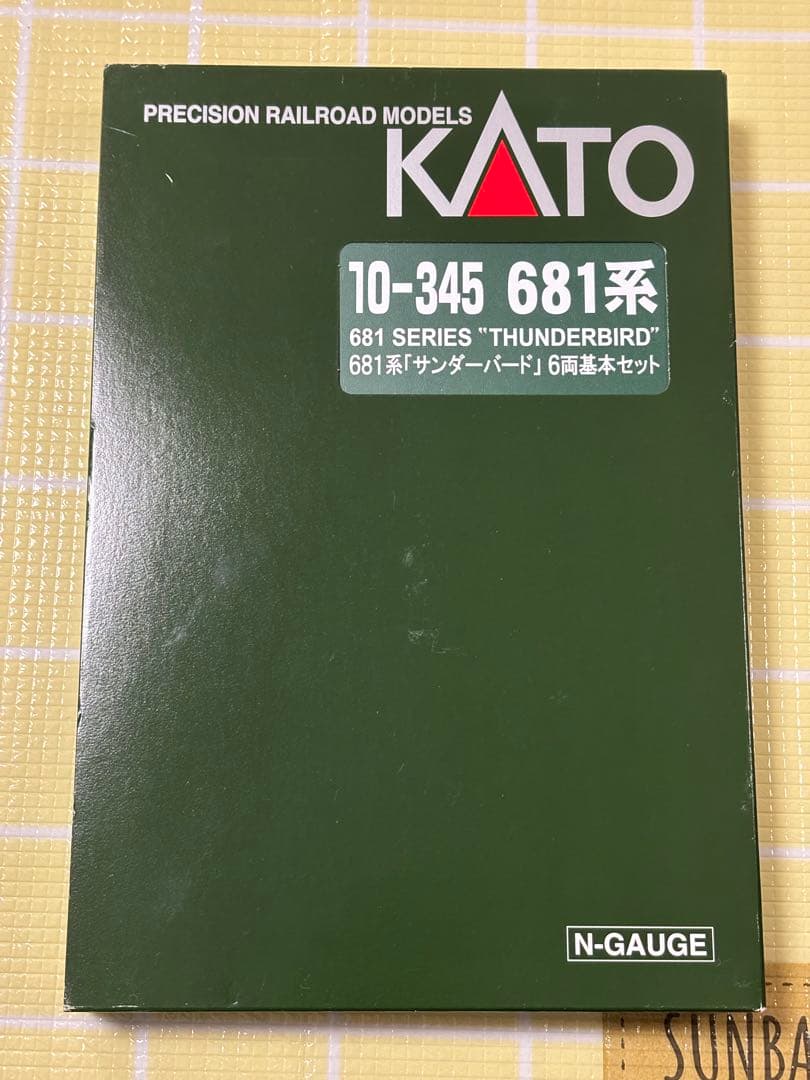 PRECISION RAILROAD MODELS
KATO
10-345 681系
681 SERIES "THUNDERBIRD"
681系「サンダーバード」6両基本セット
N-GAUGE
SUNBA